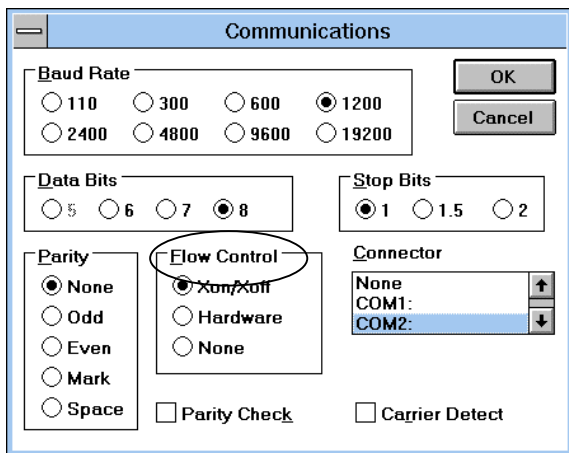 Communications
Baud Rate
110 300 600 1200
2400 4800 9600 19200
OK
Cancel
Data Bits
5 6 7 8
Stop Bits
1 1.5 2
Parity
None
Odd
Even
Mark
Space
Flow Control
Xon/Xoff
Hardware
None
Connector
None
COM1:
COM2:
Parity Check
Carrier Detect